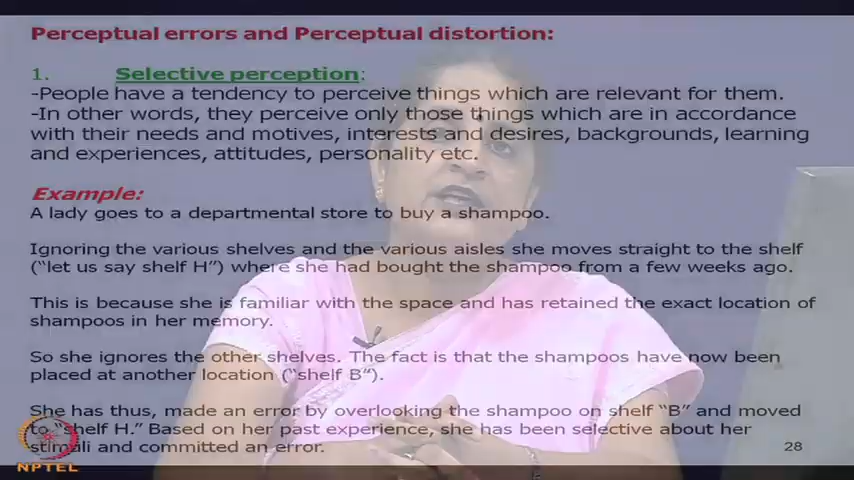 Perceptual errors and Perceptual distortion:
1. Selective perception:
-People have a tendency to perceive things which are relevant for them.
-In other words, they perceive only those things which are in accordance
with their needs and motives, interests and desires, backgrounds, learning
and experiences, attitudes, personality etc.
Example:
A lady goes to a departmental store to buy a shampoo.
Ignoring the various shelves and the various aisles she moves straight to the shelf
("let us say shelf H") where she had bought the shampoo from a few weeks ago.
This is because she is familiar with the space and has retained the exact location of
shampoos in her memory.
So she ignores the other shelves. The fact is that the shampoos have now been
placed at another location ("shelf B").
She has thus, made an error by overlooking the shampoo on shelf "B" and moved
to "shelf H." Based on her past experience, she has been selective about her
stimali and committed an error.
28
NPTEL